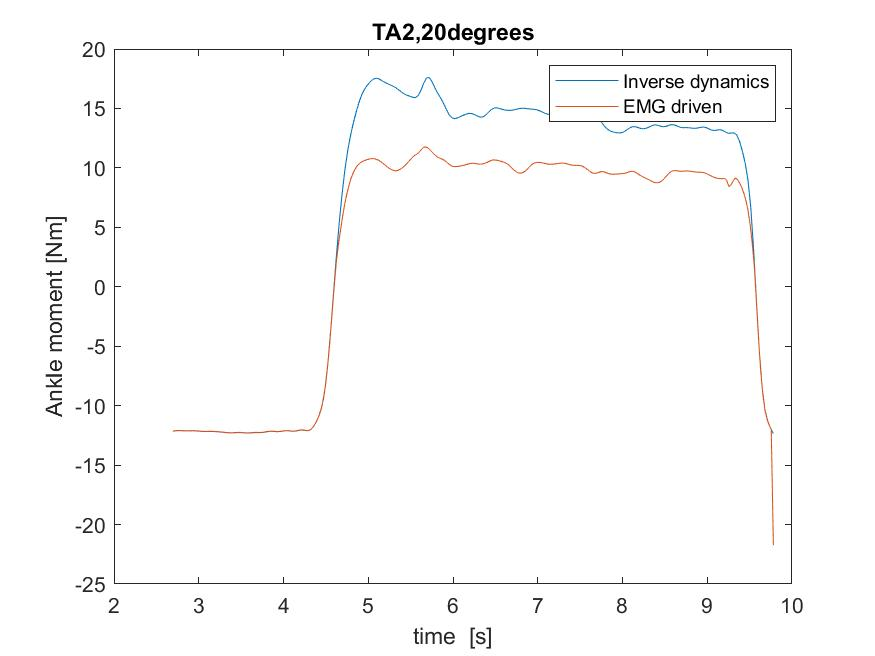 TA2,20degrees
20
15
10
5
0
-5
-10
-15
-20
-25
Ankle moment [Nm]
Inverse dynamics
EMG driven
2 3 4 5 6 7 8 9 10
time [s]